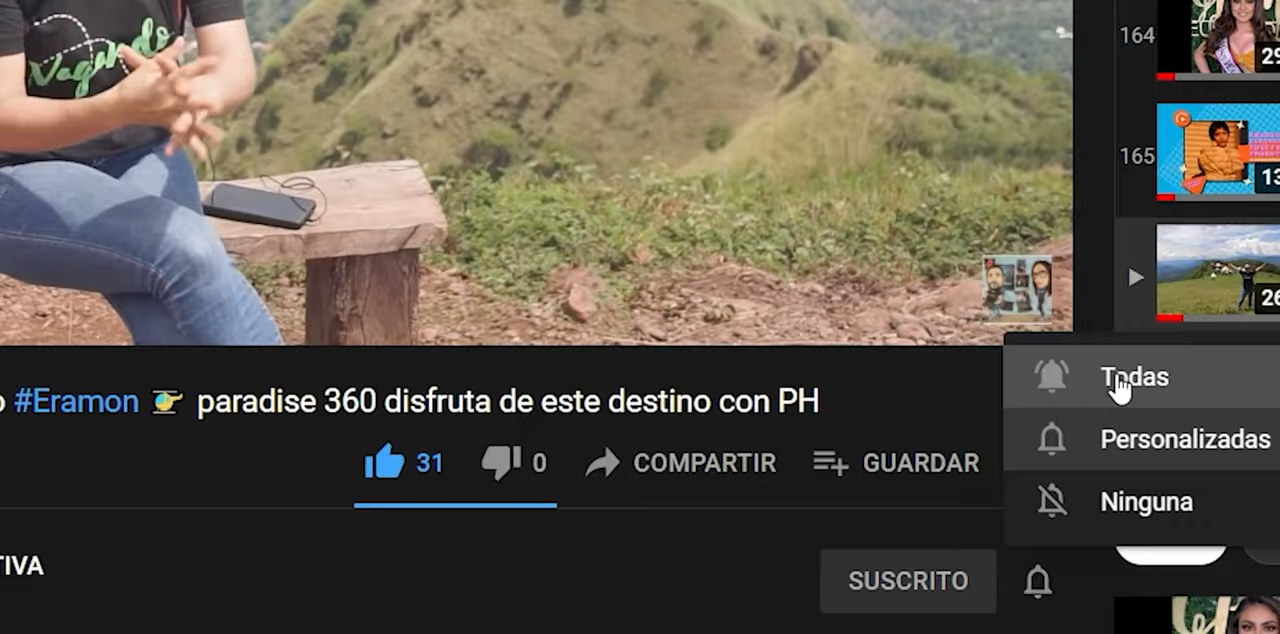 Vagando
164
29
165
13
26
o #Eramon 🚁 paradise 360 disfruta de este destino con PH
31
0
COMPARTIR
GUARDAR
Todas
Personalizadas
Ninguna
TIVA
SUSCRITO